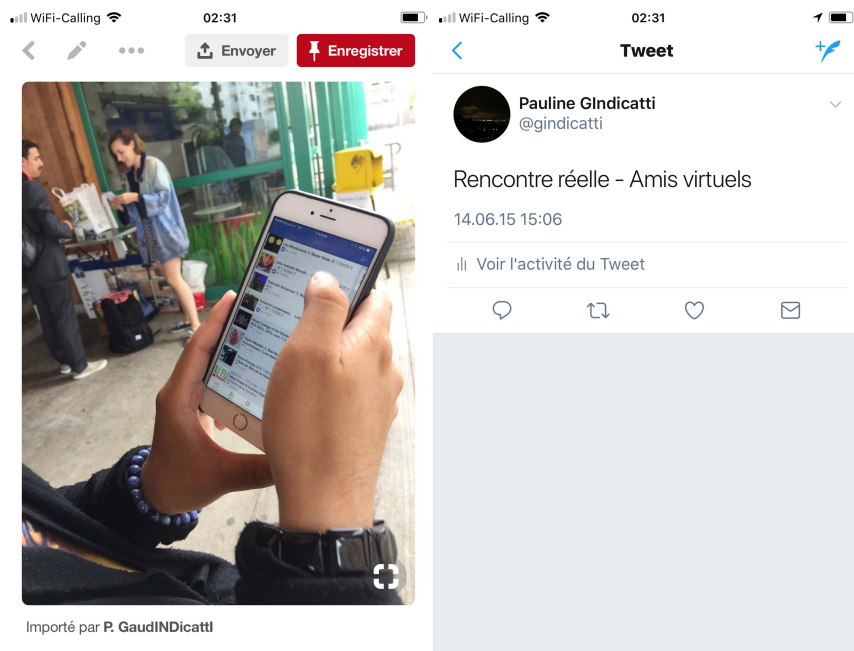 WiFi-Calling 02:31
Envoyer Enregistrer
Importé par P. GaudINDicattI
WiFi-Calling 02:31
Tweet
Pauline GIndicatti
@gindicatti
Rencontre réelle - Amis virtuels
14.06.15 15:06
Voir l'activité du Tweet